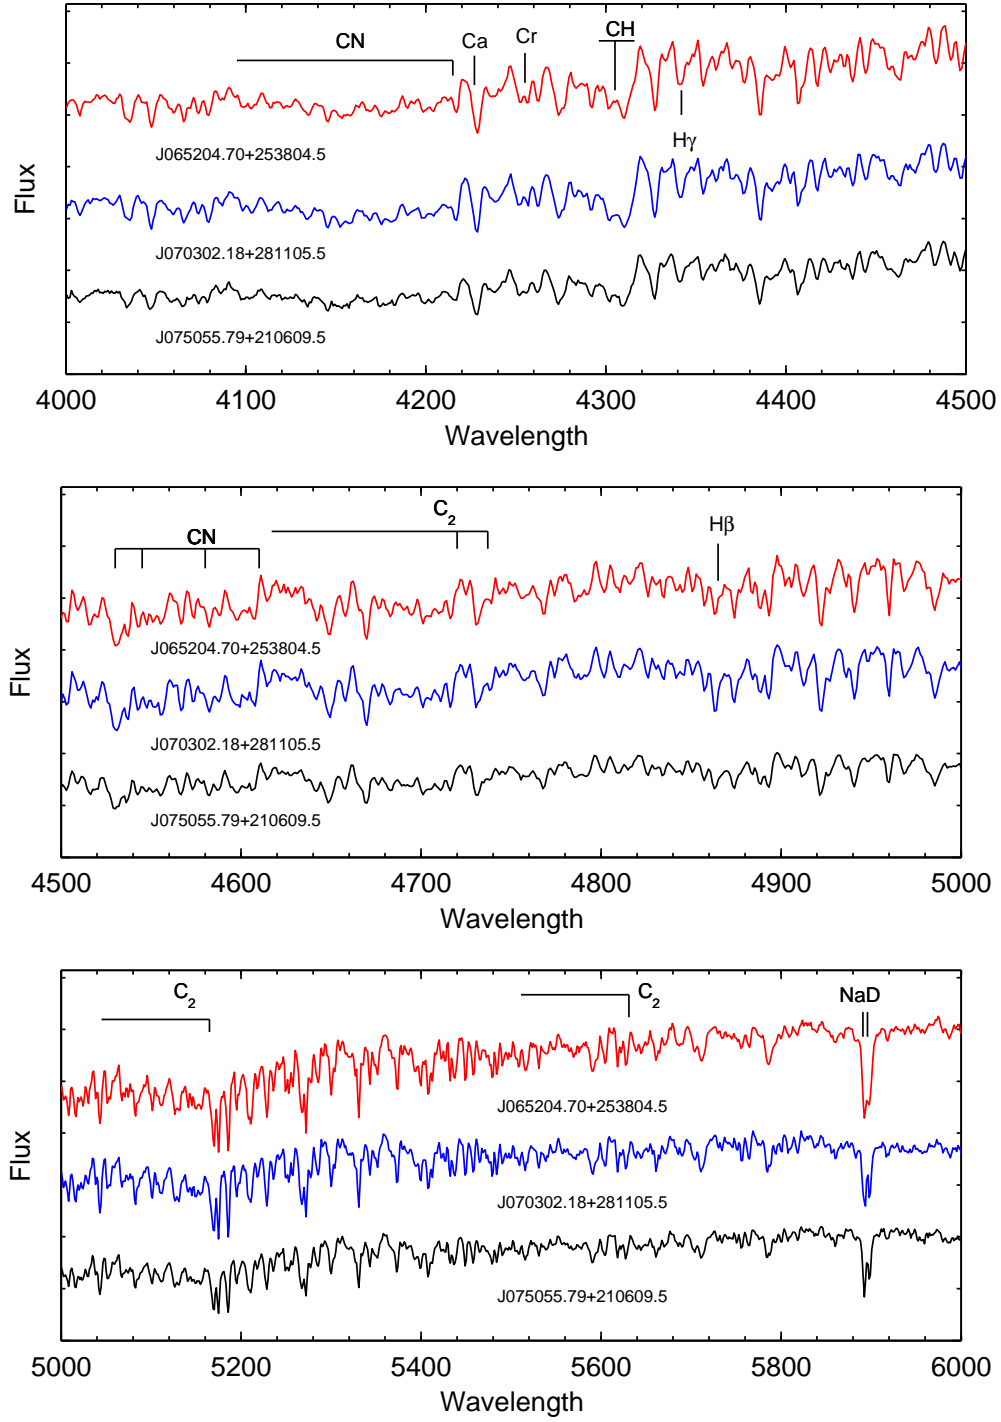 CN
Ca
Cr
CH
Hγ
J065204.70+253804.5
J070302.18+281105.5
J075055.79+210609.5
Flux
4000 4100 4200 4300 4400 4500
Wavelength
C2
CN
Hβ
J065204.70+253804.5
J070302.18+281105.5
J075055.79+210609.5
Flux
4500 4600 4700 4800 4900 5000
Wavelength
C2
C2
NaD
J065204.70+253804.5
J070302.18+281105.5
J075055.79+210609.5
Flux
5000 5200 5400 5600 5800 6000
Wavelength